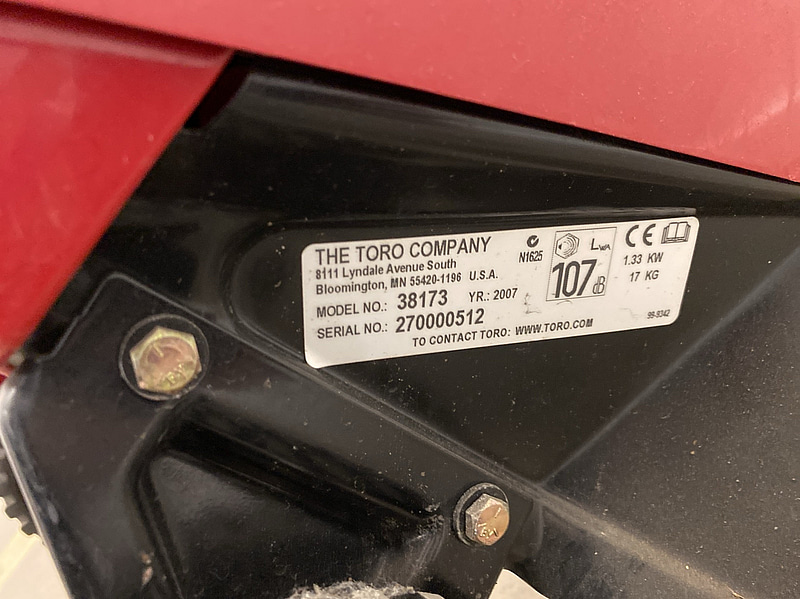 THE TORO COMPANY
8111 Lyndale Avenue South
Bloomington, MN 55420-1196 U.S.A.
MODEL NO.: 38173 YR.: 2007
SERIAL NO.: 270000512
TO CONTACT TORO: WWW.TORO.COM
N1625
LWA
107 dB
CE
1.33 KW
17 KG
99-9342